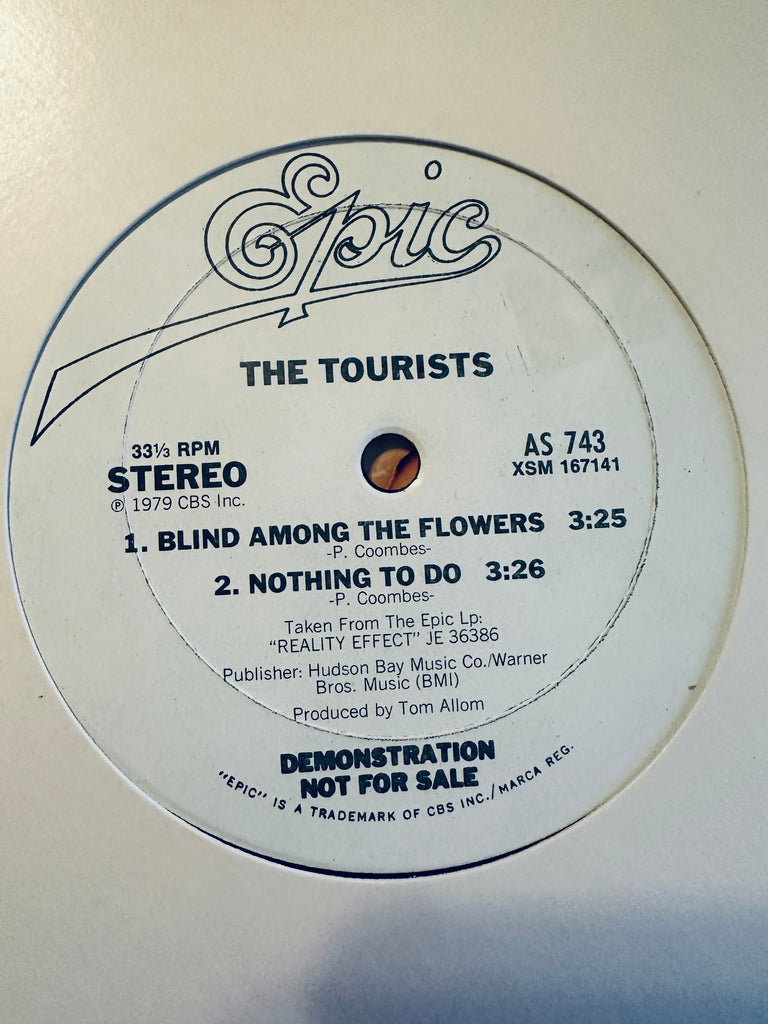 Epic
THE TOURISTS
33⅓ RPM
STEREO
℗ 1979 CBS Inc.
AS 743
XSM 167141
1. BLIND AMONG THE FLOWERS 3:25
-P. Coombes-
2. NOTHING TO DO 3:26
-P. Coombes-
Taken From The Epic Lp:
"REALITY EFFECT" JE 36386
Publisher: Hudson Bay Music Co./Warner
Bros. Music (BMI)
Produced by Tom Allom
DEMONSTRATION
NOT FOR SALE
"EPIC" IS A TRADEMARK OF CBS INC./MARCA REG.